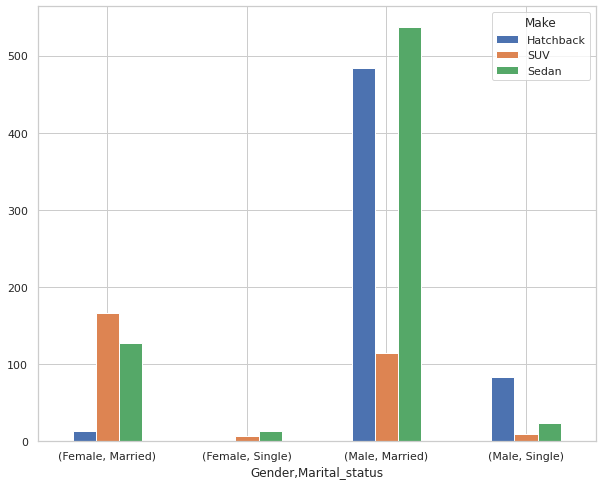 Make
Hatchback
SUV
Sedan
500
400
300
200
100
0
(Female, Married)
(Female, Single)
(Male, Married)
(Male, Single)
Gender,Marital_status